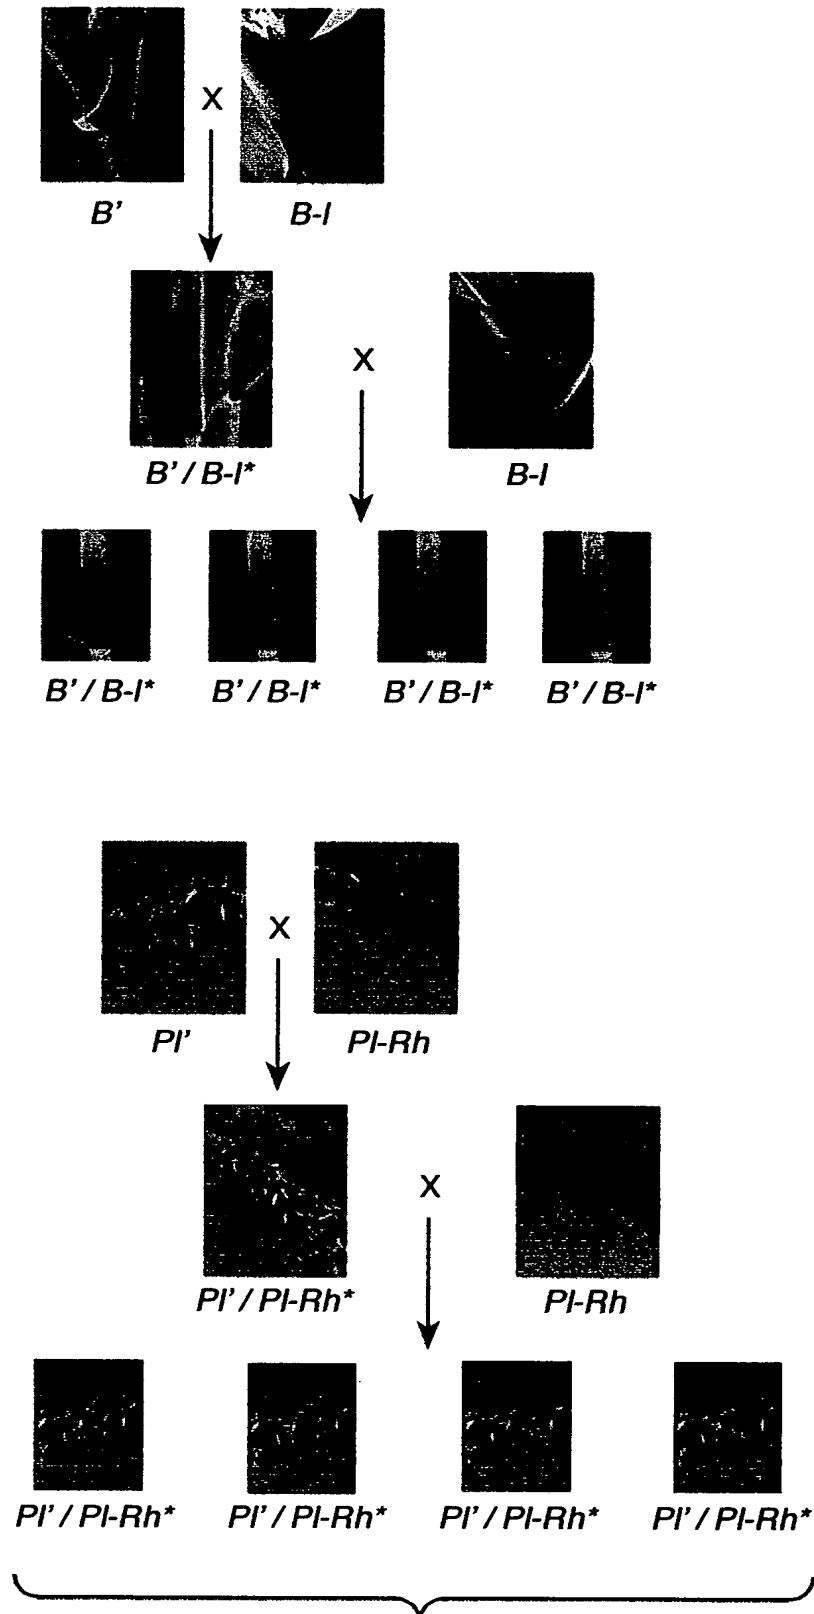 X
B' B-I
X
B' / B-I* B-I
B' / B-I* B' / B-I* B' / B-I* B' / B-I*
X
Pl' Pl-Rh
X
Pl' / Pl-Rh* Pl-Rh
Pl' / Pl-Rh* Pl' / Pl-Rh* Pl' / Pl-Rh* Pl' / Pl-Rh*